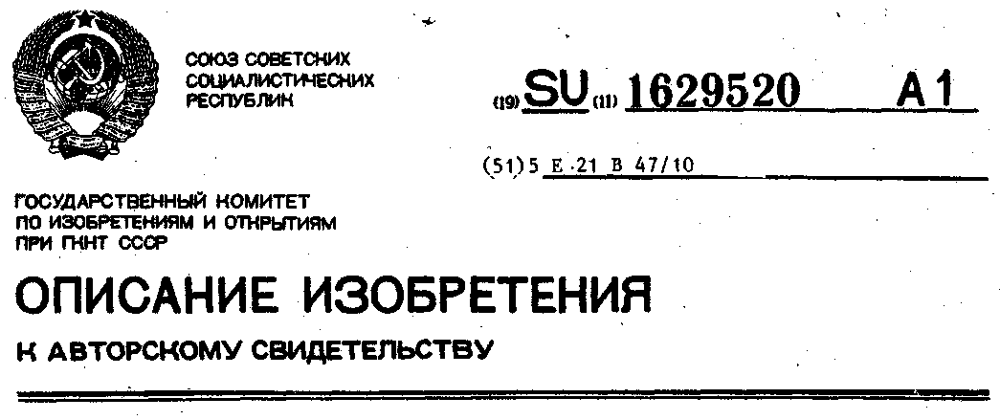 СОЮЗ СОВЕТСКИХ
СОЦИАЛИСТИЧЕСКИХ
РЕСПУБЛИК
(19) SU (11) 1629520 A1
(51)5 E 21 B 47/10
ГОСУДАРСТВЕННЫЙ КОМИТЕТ
ПО ИЗОБРЕТЕНИЯМ И ОТКРЫТИЯМ
ПРИ ГКНТ СССР
ОПИСАНИЕ ИЗОБРЕТЕНИЯ
К АВТОРСКОМУ СВИДЕТЕЛЬСТВУ